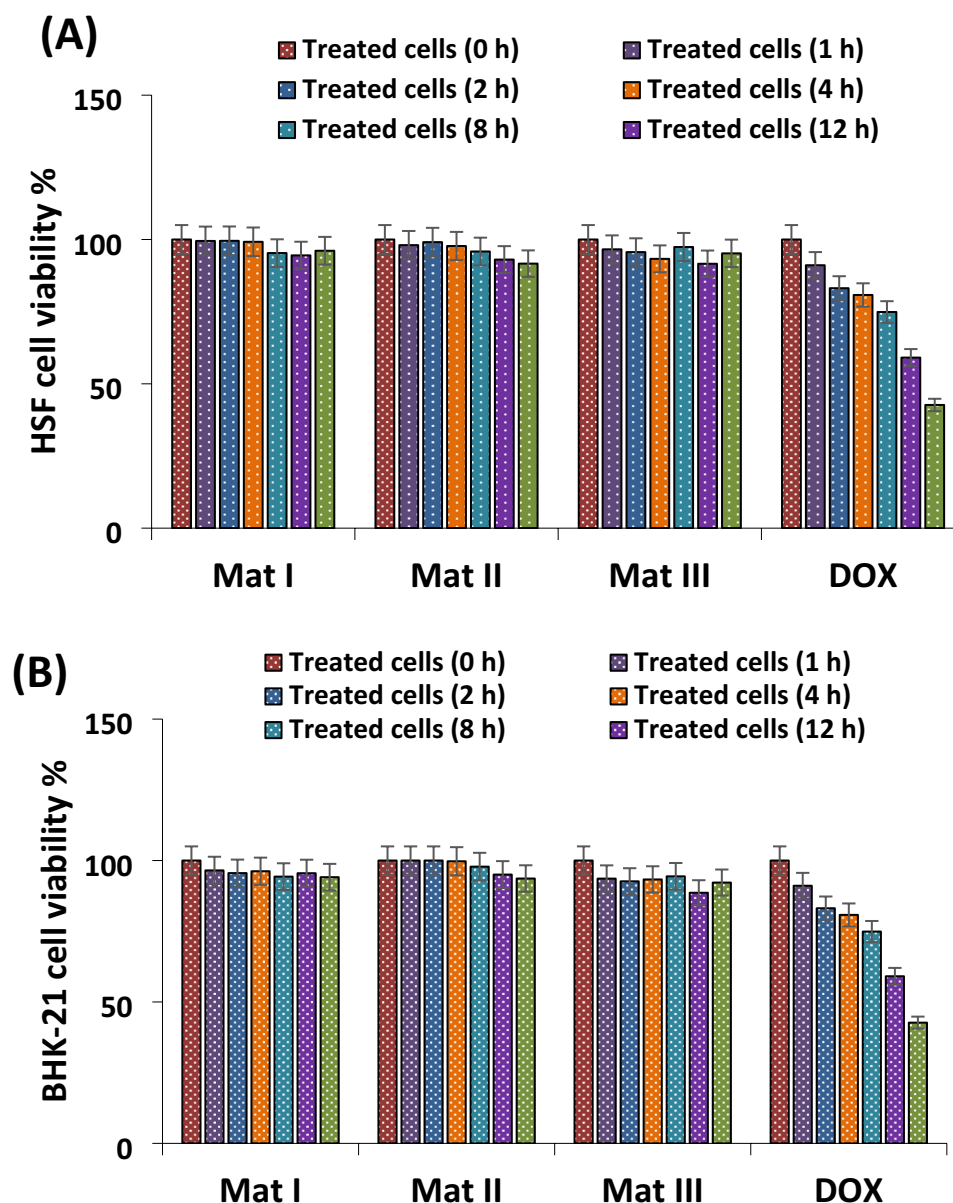 (A)
Treated cells (0 h) Treated cells (1 h)
Treated cells (2 h) Treated cells (4 h)
Treated cells (8 h) Treated cells (12 h)
HSF cell viability %
150
100
50
0
Mat I Mat II Mat III DOX
(B)
Treated cells (0 h) Treated cells (1 h)
Treated cells (2 h) Treated cells (4 h)
Treated cells (8 h) Treated cells (12 h)
BHK-21 cell viability %
150
100
50
0
Mat I Mat II Mat III DOX